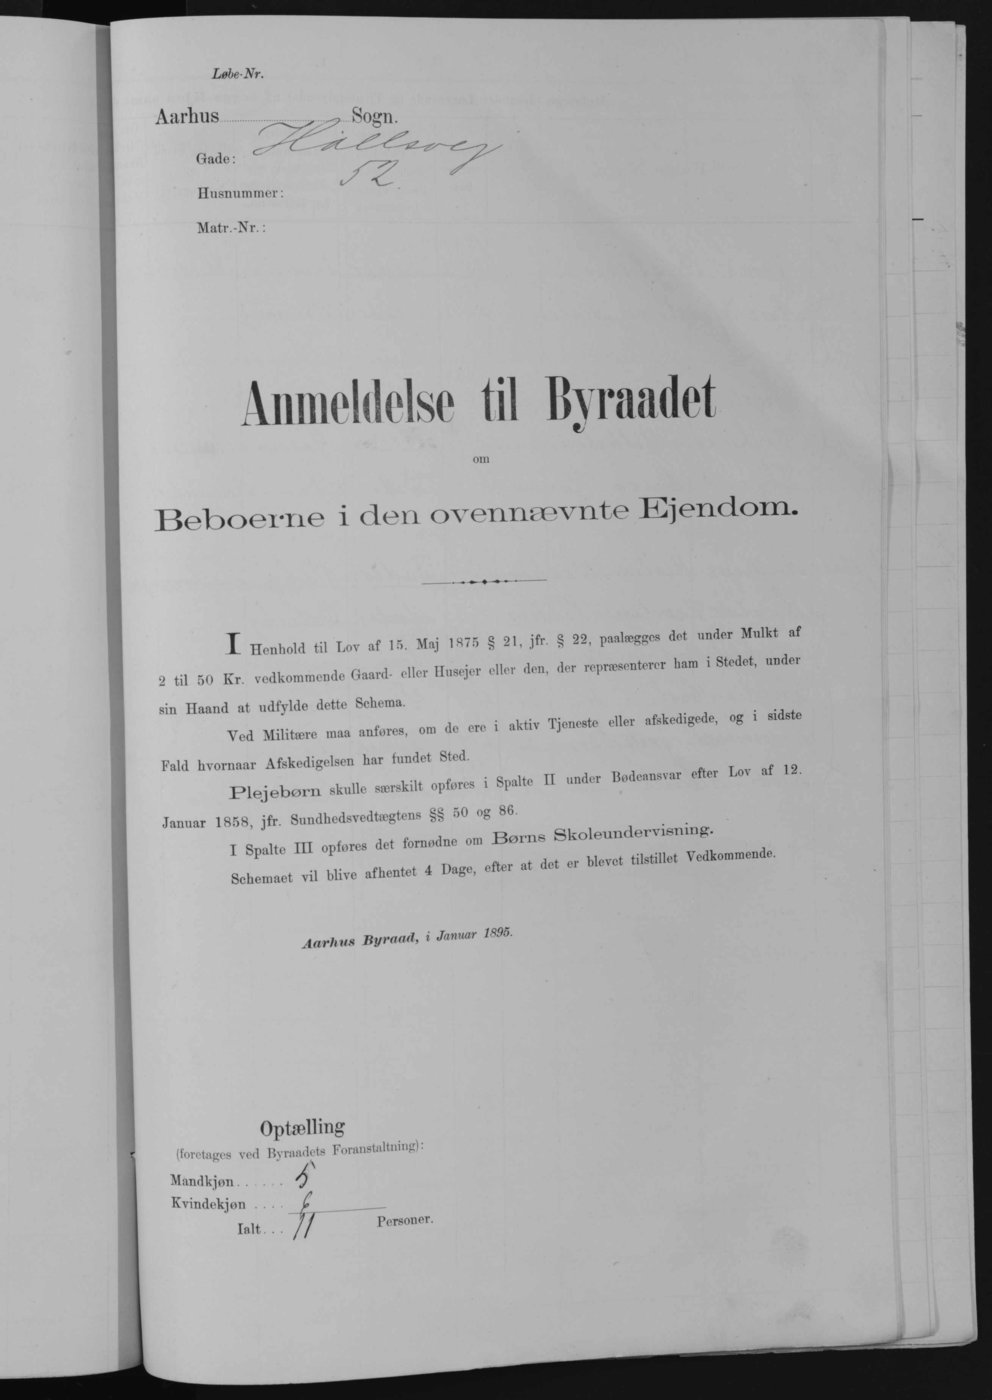 Løbe-Nr.
Aarhus Sogn.
Gade: Hallsvej
Husnummer: 52.
Matr.-Nr.:
Anmeldelse til Byraadet
om
Beboerne i den ovennævnte Ejendom.
I Henhold til Lov af 15. Maj 1875 § 21, jfr. § 22, paalægges det under Mulkt af
2 til 50 Kr. vedkommende Gaard- eller Husejer eller den, der repræsenterer ham i Stedet, under
sin Haand at udfylde dette Schema.
Ved Militære maa anføres, om de ere i aktiv Tjeneste eller afskedigede, og i sidste
Fald hvornaar Afskedigelsen har fundet Sted.
Plejebørn skulle særskilt opføres i Spalte II under Bødeansvar efter Lov af 12.
Januar 1858, jfr. Sundhedsvedtægtens §§ 50 og 86.
I Spalte III opføres det fornødne om Børns Skoleundervisning.
Schemaet vil blive afhentet 4 Dage, efter at det er blevet tilstillet Vedkommende.
Aarhus Byraad, i Januar 1895.
Optælling
(foretages ved Byraadets Foranstaltning):
Mandkjøn...... 5
Kvindekjøn .... 6
Ialt... 11 Personer.